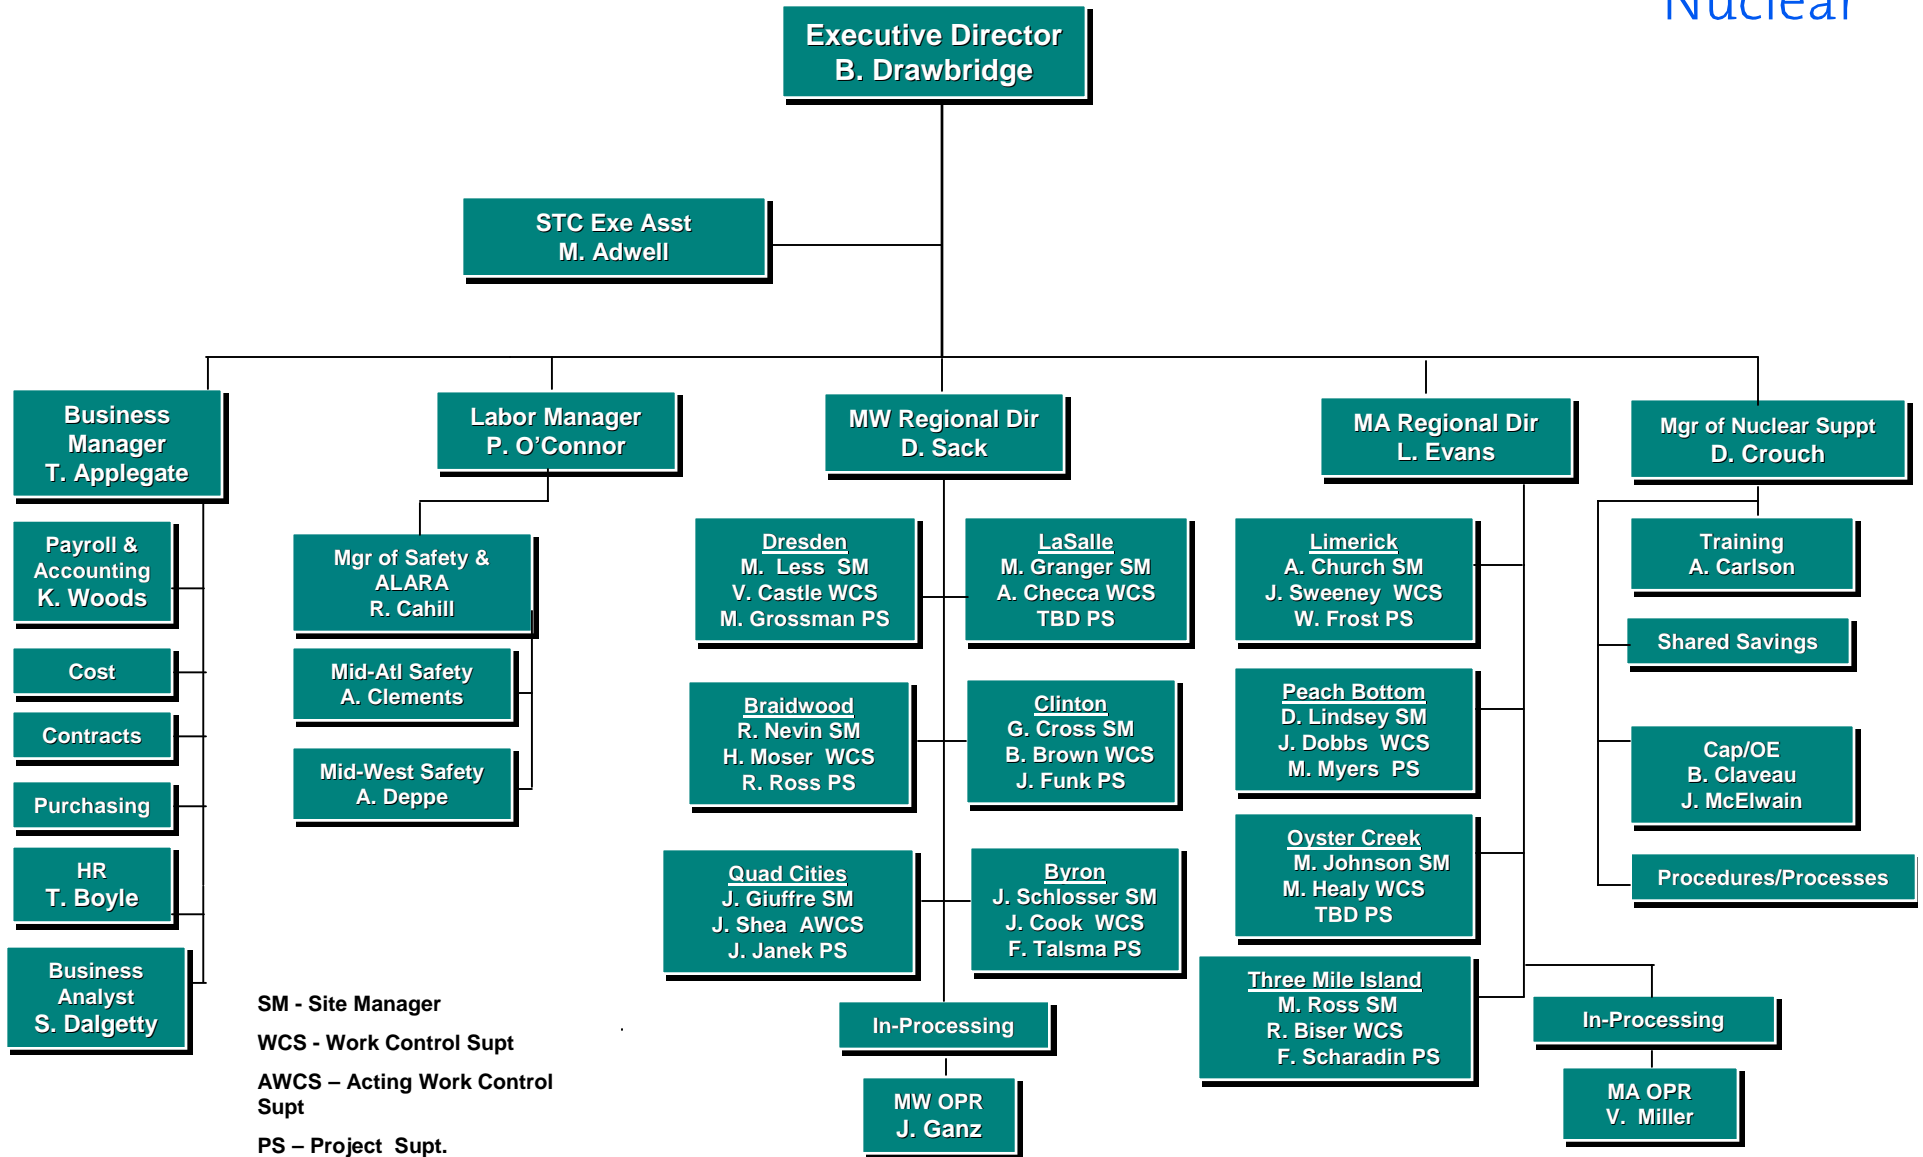 Nuclear
Executive Director
B. Drawbridge
STC Exe Asst
M. Adwell
Business
Manager
T. Applegate
Labor Manager
P. O’Connor
MW Regional Dir
D. Sack
MA Regional Dir
L. Evans
Mgr of Nuclear Suppt
D. Crouch
Payroll &
Accounting
K. Woods
Cost
Contracts
Purchasing
HR
T. Boyle
Business
Analyst
S. Dalgetty
Mgr of Safety &
ALARA
R. Cahill
Mid-Atl Safety
A. Clements
Mid-West Safety
A. Deppe
Dresden
M. Less SM
V. Castle WCS
M. Grossman PS
LaSalle
M. Granger SM
A. Checca WCS
TBD PS
Braidwood
R. Nevin SM
H. Moser WCS
R. Ross PS
Clinton
G. Cross SM
B. Brown WCS
J. Funk PS
Quad Cities
J. Giuffre SM
J. Shea AWCS
J. Janek PS
Byron
J. Schlosser SM
J. Cook WCS
F. Talsma PS
In-Processing
MW OPR
J. Ganz
Limerick
A. Church SM
J. Sweeney WCS
W. Frost PS
Peach Bottom
D. Lindsey SM
J. Dobbs WCS
M. Myers PS
Oyster Creek
M. Johnson SM
M. Healy WCS
TBD PS
Three Mile Island
M. Ross SM
R. Biser WCS
F. Scharadin PS
In-Processing
MA OPR
V. Miller
Training
A. Carlson
Shared Savings
Cap/OE
B. Claveau
J. McElwain
Procedures/Processes
SM - Site Manager
WCS - Work Control Supt
AWCS – Acting Work Control
Supt
PS – Project Supt.